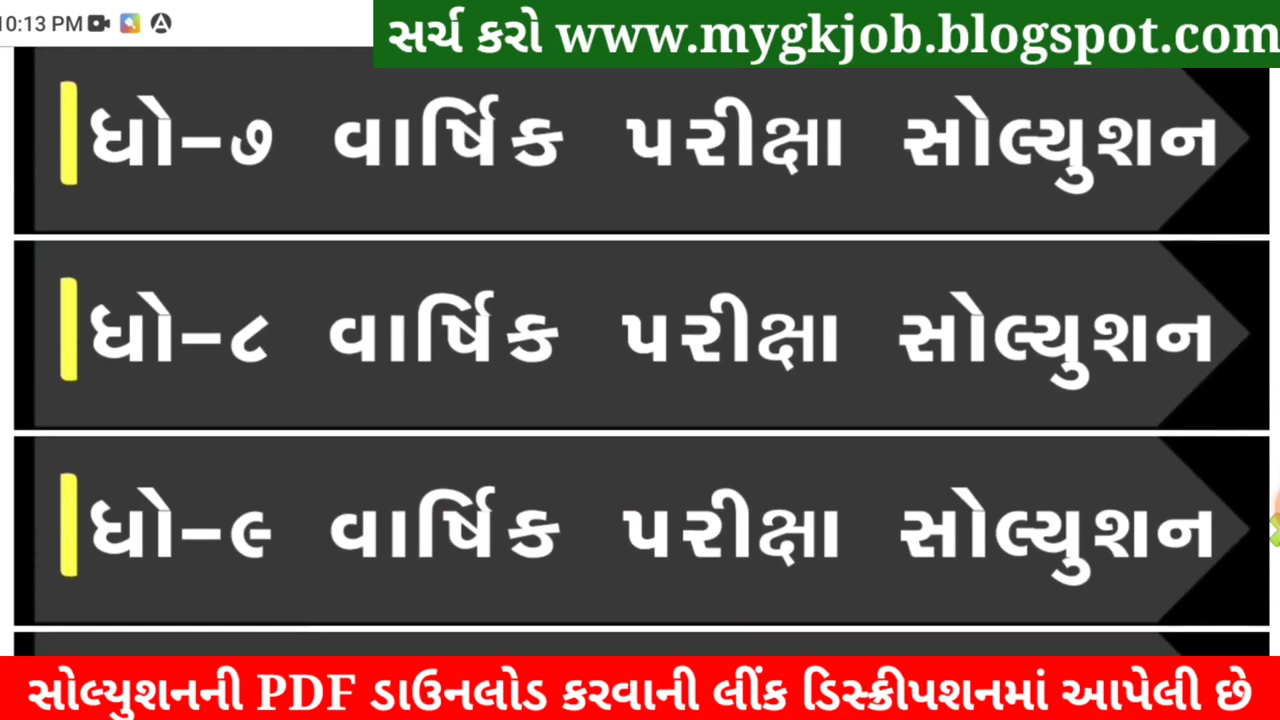 10:13 PM
સર્ચ કરો www.mygkjob.blogspot.com
ધો-૭ વાર્ષિક પરીક્ષા સોલ્યુશન
ધો-૮ વાર્ષિક પરીક્ષા સોલ્યુશન
ધો-૯ વાર્ષિક પરીક્ષા સોલ્યુશન
સોલ્યુશનની PDF ડાઉનલોડ કરવાની લીંક ડિસ્ક્રીપશનમાં આપેલી છે